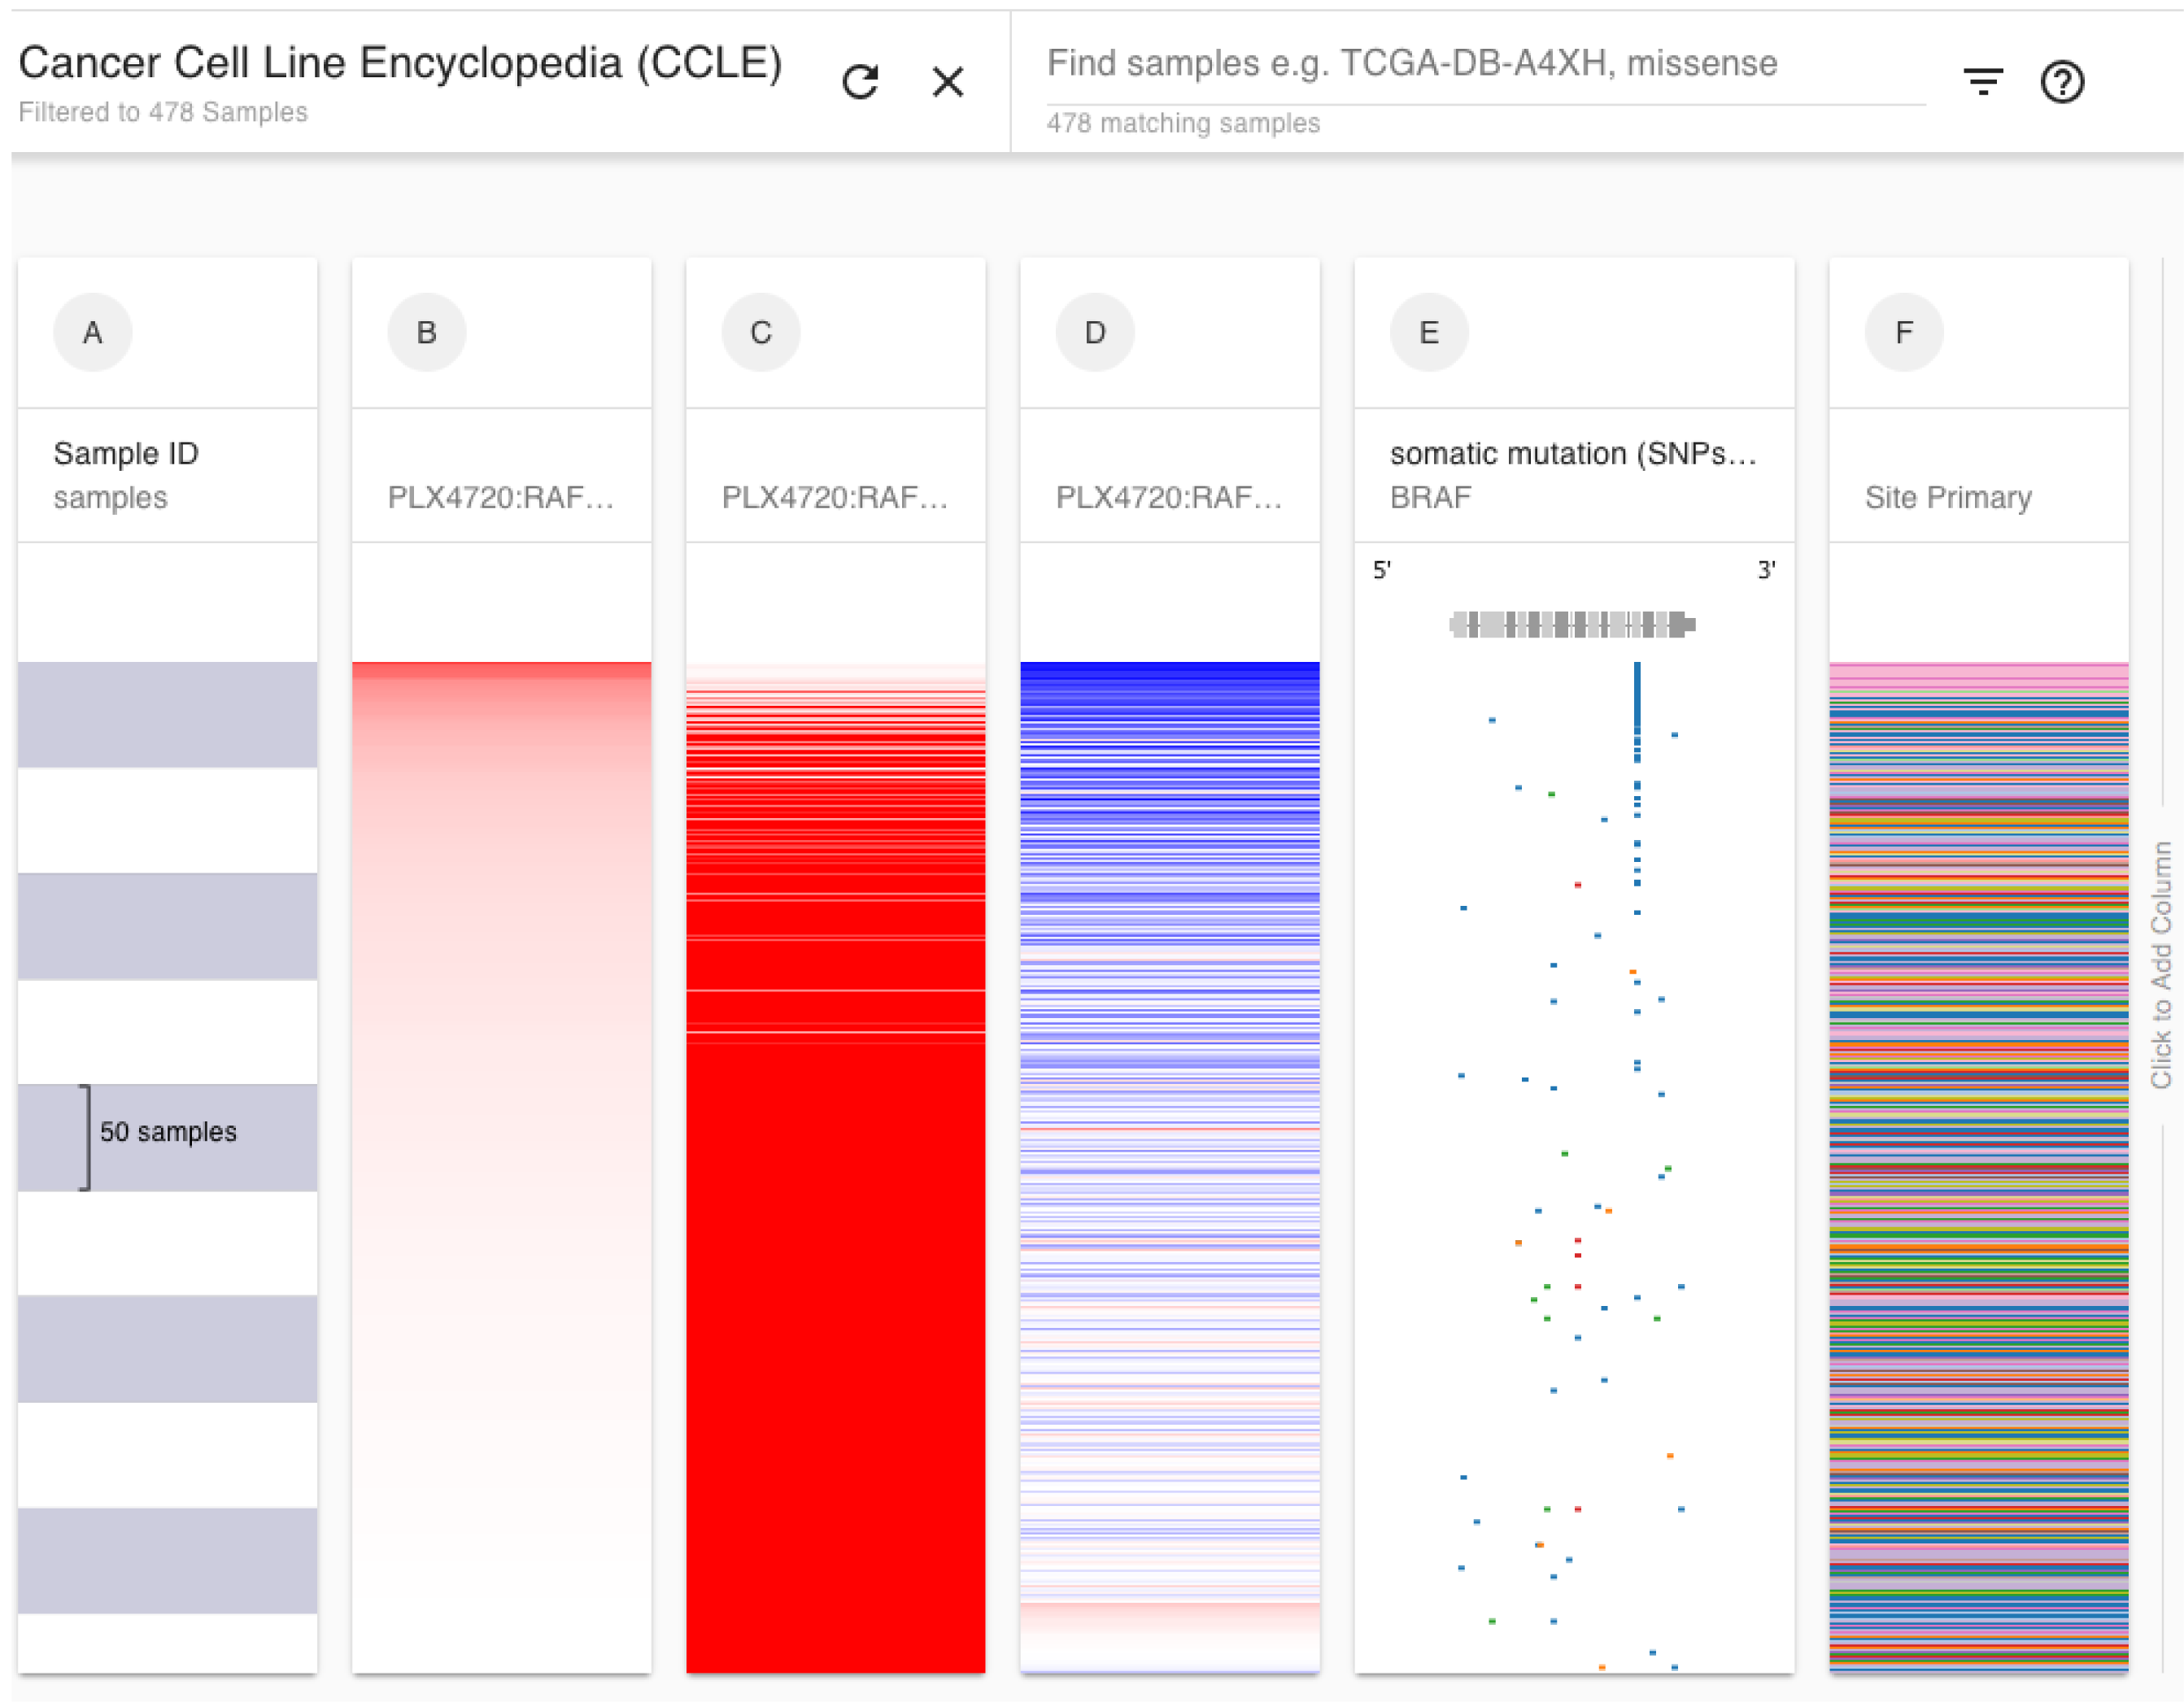 Cancer Cell Line Encyclopedia (CCLE)
Filtered to 478 Samples
Find samples e.g. TCGA-DB-A4XH, missense
478 matching samples
A
B
C
D
E
F
Sample ID
samples
PLX4720:RAF...
PLX4720:RAF...
PLX4720:RAF...
somatic mutation (SNPs...
BRAF
Site Primary
5'
3'
50 samples
Click to Add Column